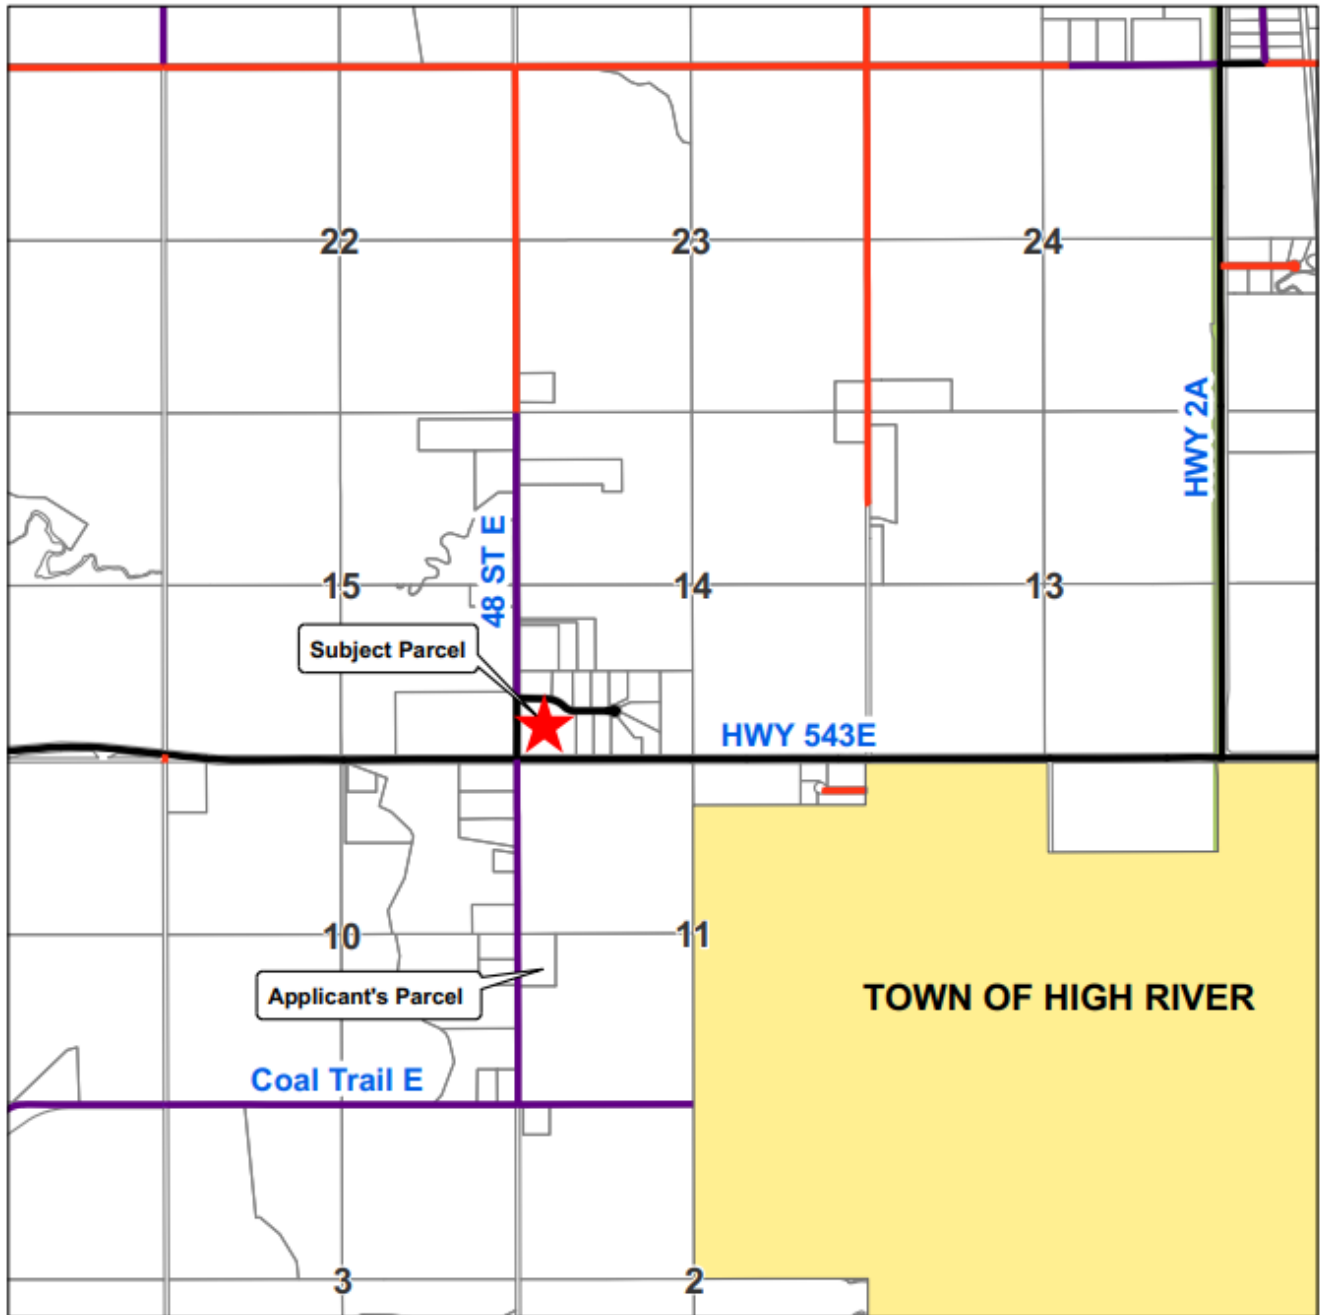 22
23
24
HWY 2A
48 ST E
15
14
13
Subject Parcel
HWY 543E
10
11
Applicant's Parcel
TOWN OF HIGH RIVER
Coal Trail E
3
2